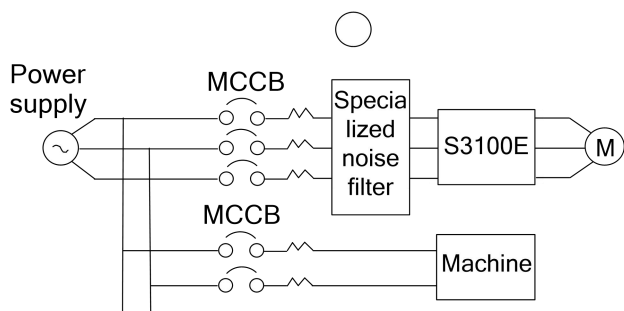 Power
supply
MCCB
Specia
lized
noise
filter
S3100E
M
MCCB
Machine